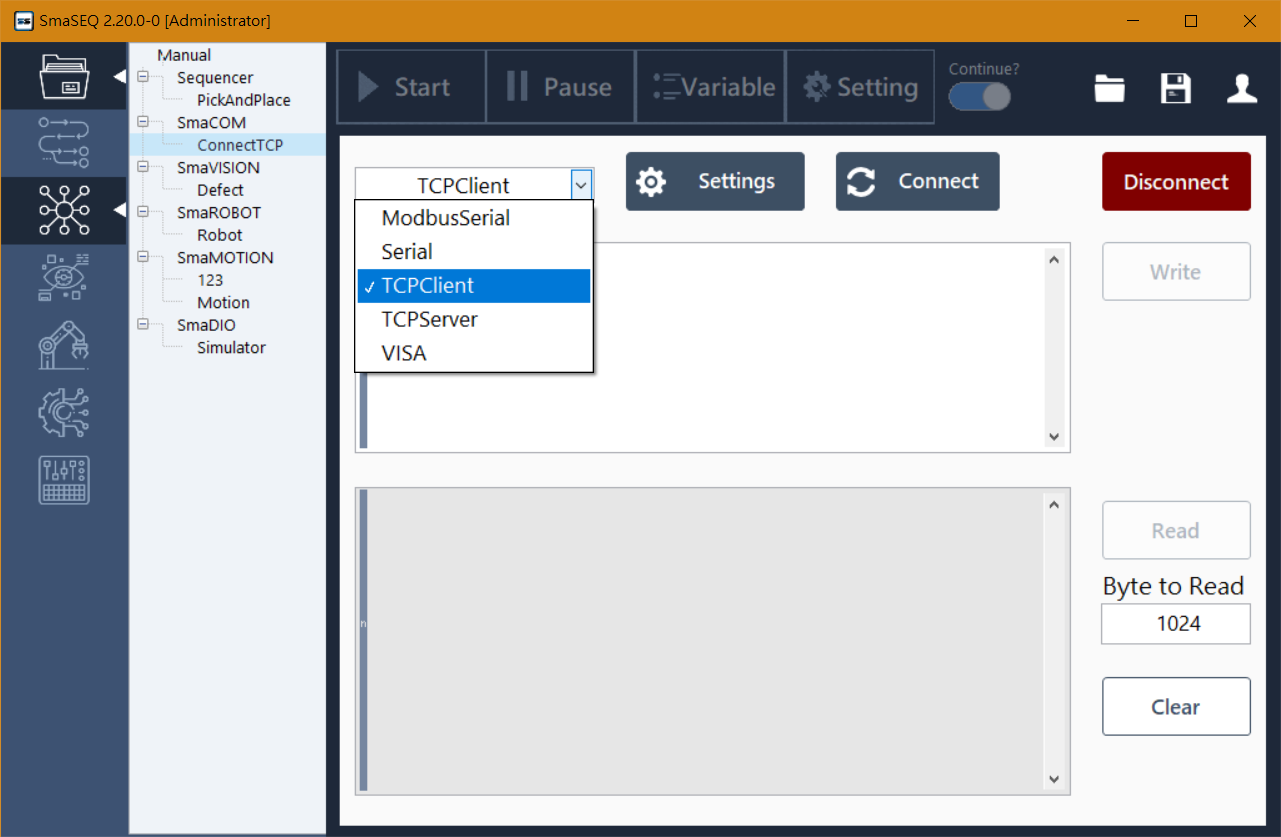 SmaSEQ 2.20.0-0 [Administrator]
Manual
Sequencer
PickAndPlace
SmaCOM
ConnectTCP
SmaVISION
Defect
SmaROBOT
Robot
SmaMOTION
123
Motion
SmaDIO
Simulator
Start
Pause
Variable
Setting
Continue?
TCPClient
Settings
Connect
Disconnect
ModbusSerial
Serial
✓ TCPClient
TCPServer
VISA
Write
n
Read
Byte to Read
1024
Clear